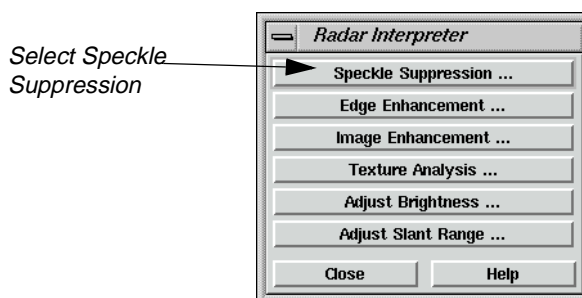 Select Speckle
Suppression
Radar Interpreter
Speckle Suppression ...
Edge Enhancement ...
Image Enhancement ...
Texture Analysis ...
Adjust Brightness ...
Adjust Slant Range ...
Close Help